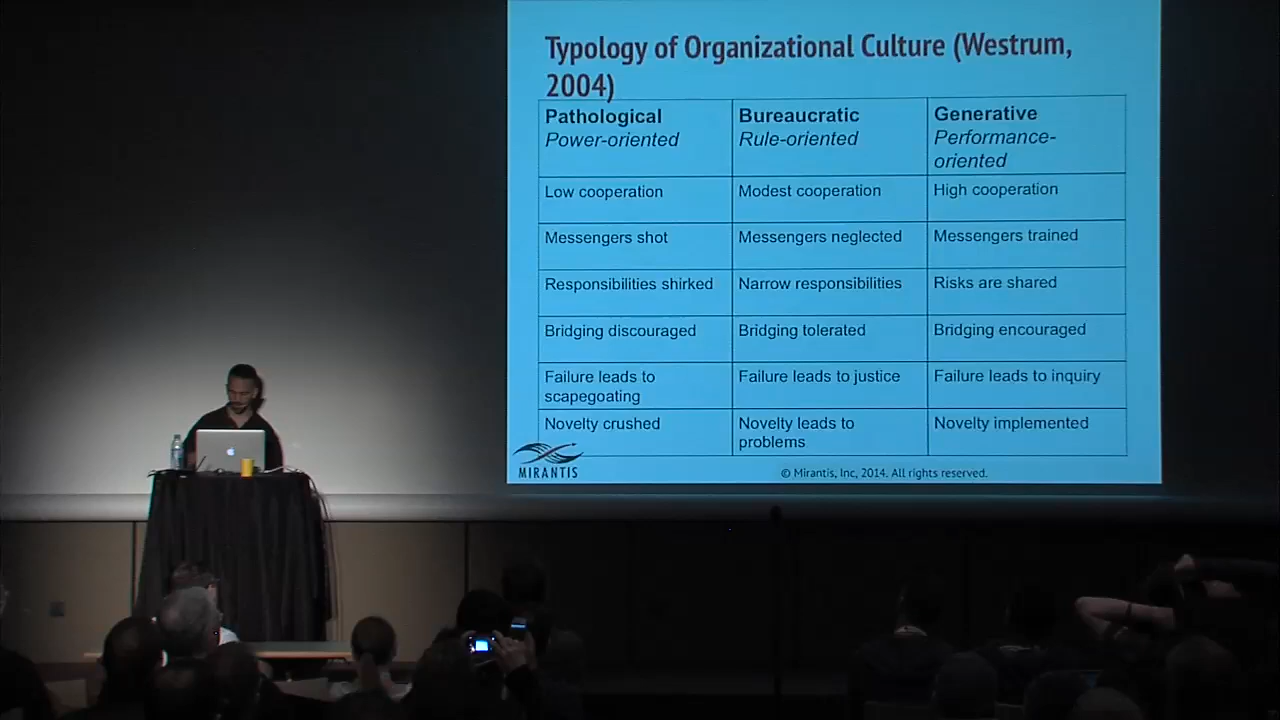 Typology of Organizational Culture (Westrum,
2004)
Pathological
Power-oriented
Bureaucratic
Rule-oriented
Generative
Performance-
oriented
Low cooperation
Modest cooperation
High cooperation
Messengers shot
Messengers neglected
Messengers trained
Responsibilities shirked
Narrow responsibilities
Risks are shared
Bridging discouraged
Bridging tolerated
Bridging encouraged
Failure leads to
scapegoating
Failure leads to justice
Failure leads to inquiry
Novelty crushed
Novelty leads to
problems
Novelty implemented
MIRANTIS
© Mirantis, Inc, 2014. All rights reserved.